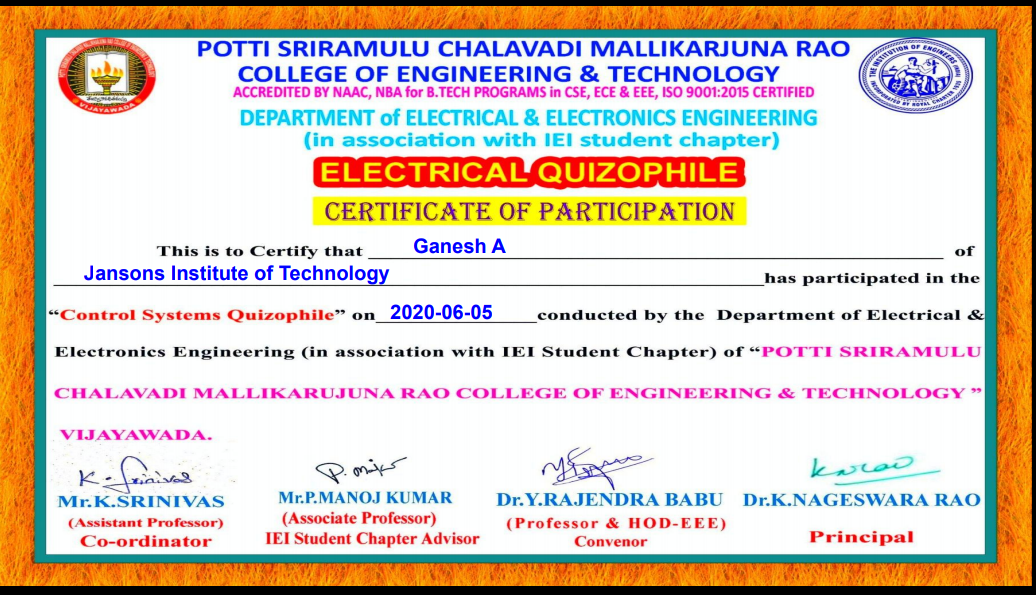 POTTI SRIRAMULU CHALAVADI MALLIKARJUNA RAO
COLLEGE OF ENGINEERING & TECHNOLOGY
ACCREDITED BY NAAC, NBA for B.TECH PROGRAMS in CSE, ECE & EEE, ISO 9001:2015 CERTIFIED
DEPARTMENT of ELECTRICAL & ELECTRONICS ENGINEERING
(in association with IEI student chapter)
VIJAYAWADA
THE INSTITUTION OF ENGINEERS (INDIA)
INCORPORATED BY ROYAL CHARTER 1935
ELECTRICAL QUIZOPHILE
CERTIFICATE OF PARTICIPATION
This is to Certify that Ganesh A of
Jansons Institute of Technology has participated in the
“Control Systems Quizophile” on 2020-06-05 conducted by the Department of Electrical &
Electronics Engineering (in association with IEI Student Chapter) of “POTTI SRIRAMULU
CHALAVADI MALLIKARUJUNA RAO COLLEGE OF ENGINEERING & TECHNOLOGY ”
VIJAYAWADA.
K. Srinivas
P. Manoj
Mr.K.SRINIVAS Mr.P.MANOJ KUMAR Dr.Y.RAJENDRA BABU Dr.K.NAGESWARA RAO
(Assistant Professor) (Associate Professor) (Professor & HOD-EEE)
Co-ordinator IEI Student Chapter Advisor Convenor Principal